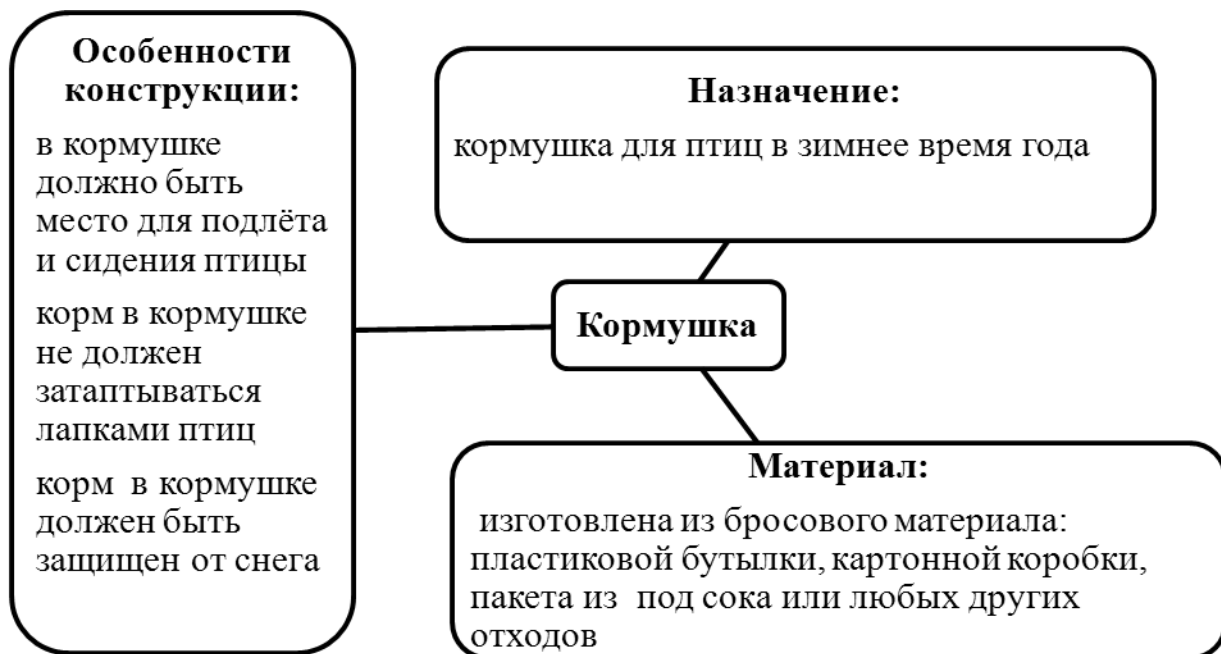 Особенности
конструкции:
в кормушке
должно быть
место для подлёта
и сидения птицы
корм в кормушке
не должен
затаптываться
лапками птиц
корм в кормушке
должен быть
защищен от снега
Назначение:
кормушка для птиц в зимнее время года
Кормушка
Материал:
изготовлена из бросового материала:
пластиковой бутылки, картонной коробки,
пакета из под сока или любых других
отходов